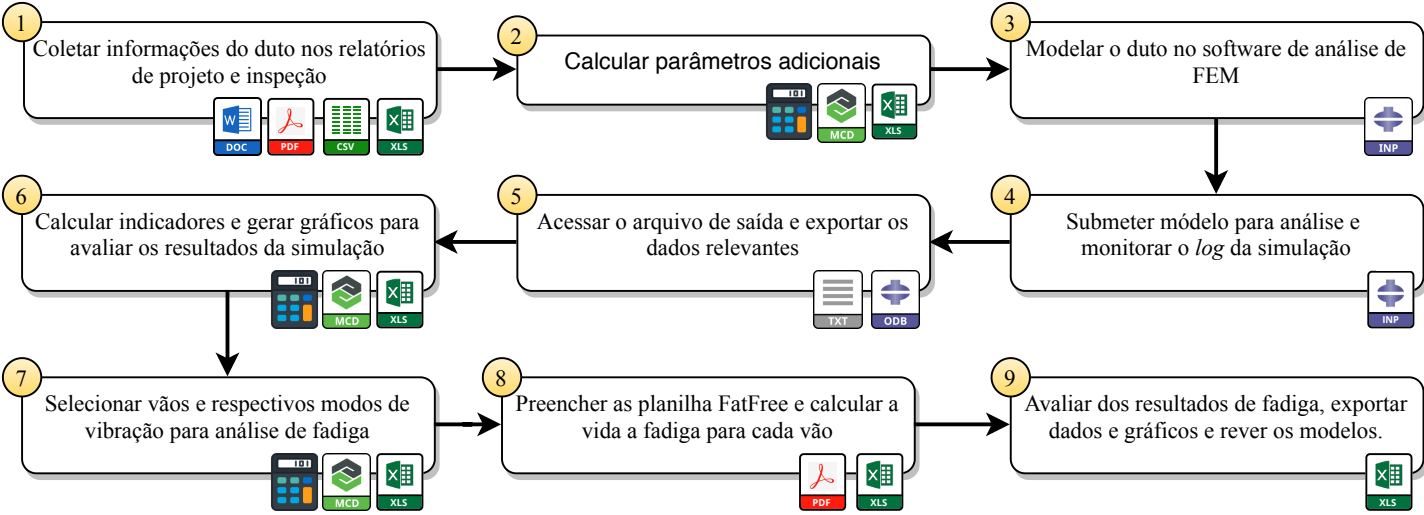 1
Coletar informações do duto nos relatórios
de projeto e inspeção
DOC
PDF
CSV
XLS
2
Calcular parâmetros adicionais
101
MCD
XLS
3
Modelar o duto no software de análise de
FEM
INP
4
Submeter módelo para análise e
monitorar o log da simulação
INP
5
Acessar o arquivo de saída e exportar os
dados relevantes
TXT
ODB
6
Calcular indicadores e gerar gráficos para
avaliar os resultados da simulação
101
MCD
XLS
7
Selecionar vãos e respectivos modos de
vibração para análise de fadiga
101
MCD
XLS
8
Preencher as planilha FatFree e calcular a
vida a fadiga para cada vão
PDF
XLS
9
Avaliar dos resultados de fadiga, exportar
dados e gráficos e rever os modelos.
XLS